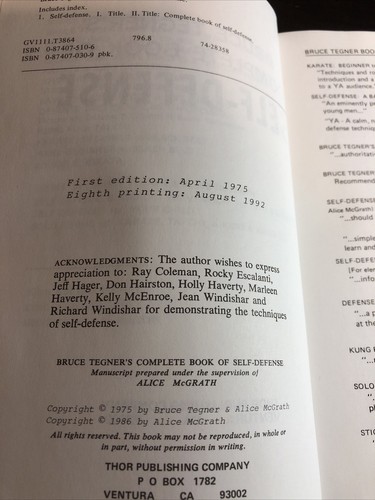 Includes index.
1. Self-defense. I. Title. II. Title: Complete book of self-defense.
GV1111.T3864 796.8 74-28358
ISBN 0-87407-510-6
ISBN 0-87407-030-9 pbk.
First edition: April 1975
Eighth printing: August 1992
ACKNOWLEDGMENTS: The author wishes to express
appreciation to: Ray Coleman, Rocky Escalanti,
Jeff Hager, Don Hairston, Holly Haverty, Marleen
Haverty, Kelly McEnroe, Jean Windishar and
Richard Windishar for demonstrating the techniques
of self-defense.
BRUCE TEGNER'S COMPLETE BOOK OF SELF-DEFENSE
Manuscript prepared under the supervision of
ALICE McGRATH
Copyright © 1975 by Bruce Tegner & Alice McGrath
Copyright © 1986 by Alice McGrath
All rights reserved. This book may not be reproduced, in whole or
in part, without permission in writing.
THOR PUBLISHING COMPANY
P O BOX 1782
VENTURA CA 93002
BRUCE TEGNER BOO
KARATE: BEGINNER
"Techniques and
introduction and a
to a YA audience.
SELF-DEFENSE: A BA
"An eminently
young men..."
"YA - A calm,
defense techniq
BRUCE TEGNER'S
"...authoritati
BRUCE TEGNER
Recommend
SELF-DEFENSE
Alice McGrath)
"...should
"...simple
learn and
SELF-DEFE
[For eler
"...info
DEFENSE
"...a p
at the
KUNG
"...
SOLO
"..
STIC